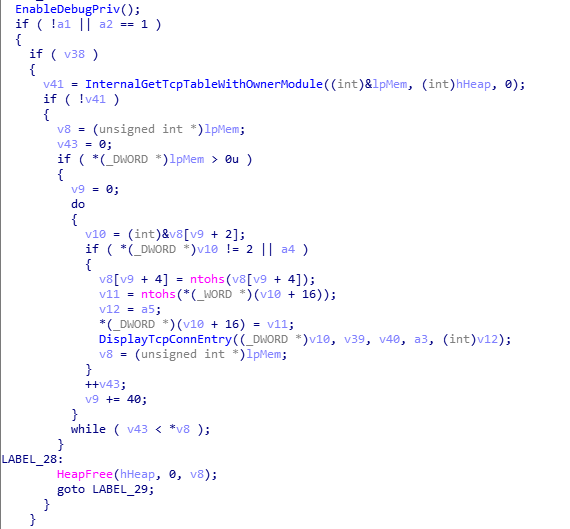 EnableDebugPriv();
if ( !a1 || a2 == 1 )
{
if ( v38 )
{
v41 = InternalGetTcpTableWithOwnerModule((int)&lpMem, (int)hHeap, 0);
if ( !v41 )
{
v8 = (unsigned int *)lpMem;
v43 = 0;
if ( *(_DWORD *)lpMem > 0u )
{
v9 = 0;
do
{
v10 = (int)&v8[v9 + 2];
if ( *(_DWORD *)v10 != 2 || a4 )
{
v8[v9 + 4] = ntohs(v8[v9 + 4]);
v11 = ntohs(*(_WORD *)(v10 + 16));
v12 = a5;
*(_DWORD *)(v10 + 16) = v11;
DisplayTcpConnEntry((_DWORD *)v10, v39, v40, a3, (int)v12);
v8 = (unsigned int *)lpMem;
}
++v43;
v9 += 40;
}
while ( v43 < *v8 );
}
LABEL_28:
HeapFree(hHeap, 0, v8);
goto LABEL_29;
}
}